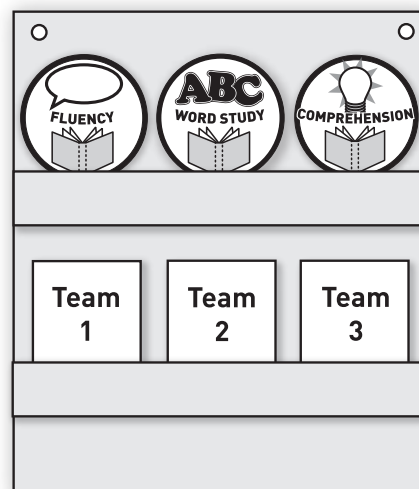 FLUENCY
ABC
WORD STUDY
COMPREHENSION
Team
1
Team
2
Team
3